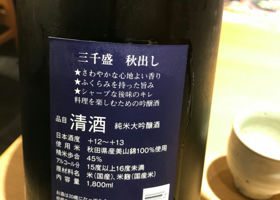 三千盛 秋出し
★さわやかな心地よい香り
★ふくらみを持った旨み
★シャープな後味のキレ
料理を楽しむための吟醸酒
品目 清酒 純米大吟醸酒
日本酒度 +12~+13
使用米 秋田県産美山錦100%使用
精米歩合 45%
アルコール分 15度以上16度未満
原材料名 米(国産)、米麹(国産米)
内容量 1,800ml